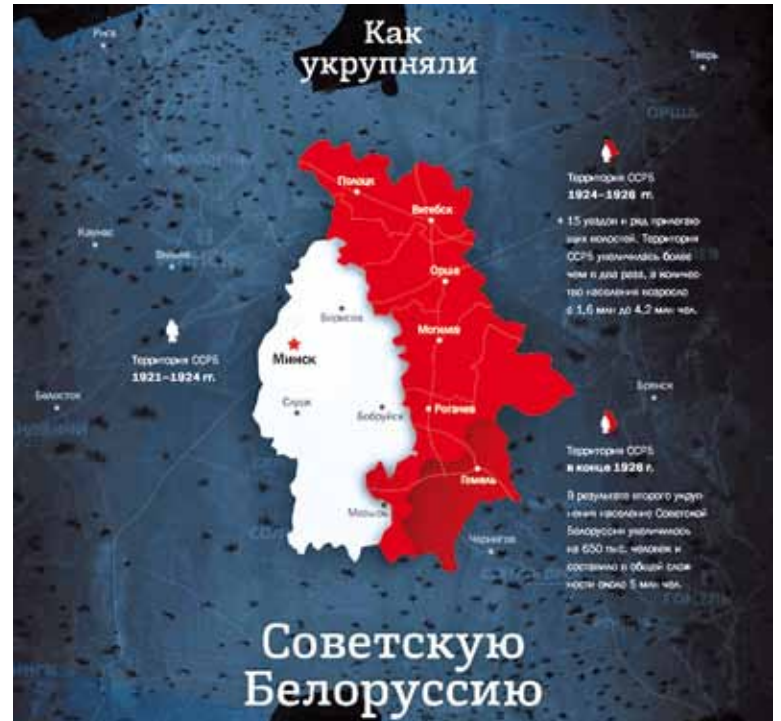 Как
укрупняли
Рига
Тверь
ОРША
Полоцк
Витебск
Территория ССРБ
1924–1926 гг.
+ 15 уездов и ряд прилегаю-
щих волостей. Территория
ССРБ увеличилась более
чем в два раза, а количес-
тво населения возросло
с 1,6 млн до 4,2 млн чел.
Каунас
Вильно
Орша
Борисов
Могилев
Минск
Территория ССРБ
1921–1924 гг.
Слуцк
Бобруйск
Рогачев
Белосток
Брянск
Территория ССРБ
в конце 1926 г.
Гомель
Мозырь
Чернигов
В результате второго укруп-
нения население Советской
Белоруссии увеличилось
на 650 тыс. человек и
составило в общей слож
ности около 5 млн чел.
Советскую
Белоруссию